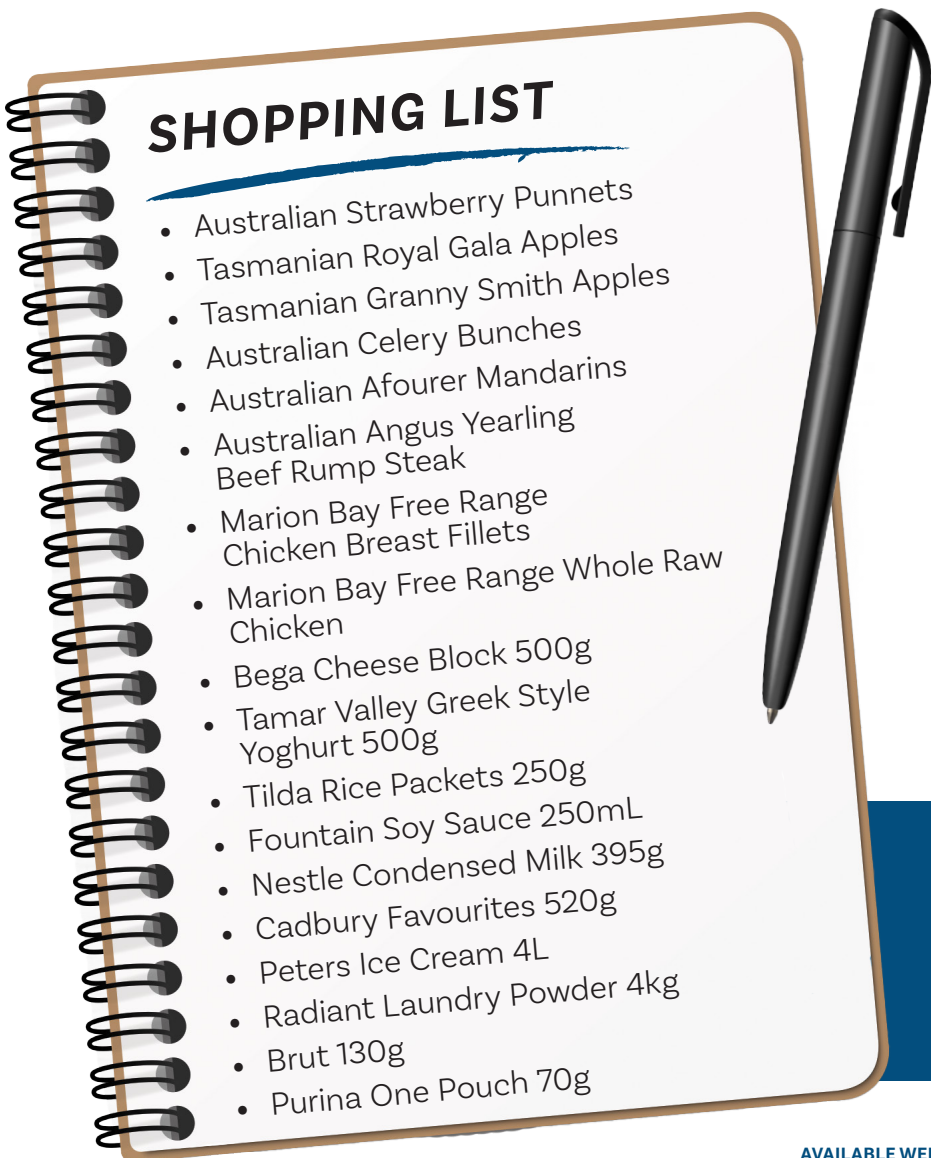 SHOPPING LIST
• Australian Strawberry Punnets
• Tasmanian Royal Gala Apples
• Tasmanian Granny Smith Apples
• Australian Celery Bunches
• Australian Afourer Mandarins
• Australian Angus Yearling
Beef Rump Steak
• Marion Bay Free Range
Chicken Breast Fillets
• Marion Bay Free Range Whole Raw
Chicken
• Bega Cheese Block 500g
• Tamar Valley Greek Style
Yoghurt 500g
• Tilda Rice Packets 250g
• Fountain Soy Sauce 250mL
• Nestle Condensed Milk 395g
• Cadbury Favourites 520g
• Peters Ice Cream 4L
• Radiant Laundry Powder 4kg
• Brut 130g
• Purina One Pouch 70g
AVAILABLE